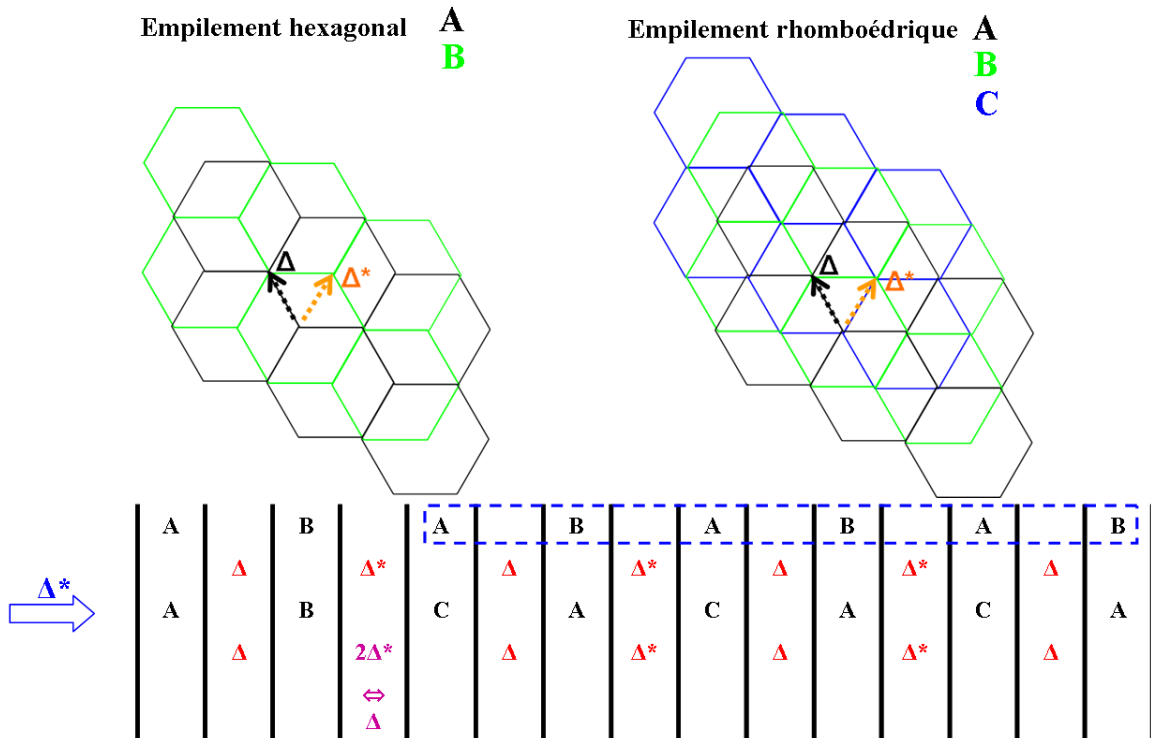 Empilement hexagonal A
B
Empilement rhomboédrique A
B
C
Δ Δ*
Δ Δ*
A B A B A B A B
Δ Δ* Δ Δ* Δ Δ* Δ
Δ*
A B C A C A C A
Δ 2Δ* Δ Δ* Δ Δ* Δ
⇔
Δ